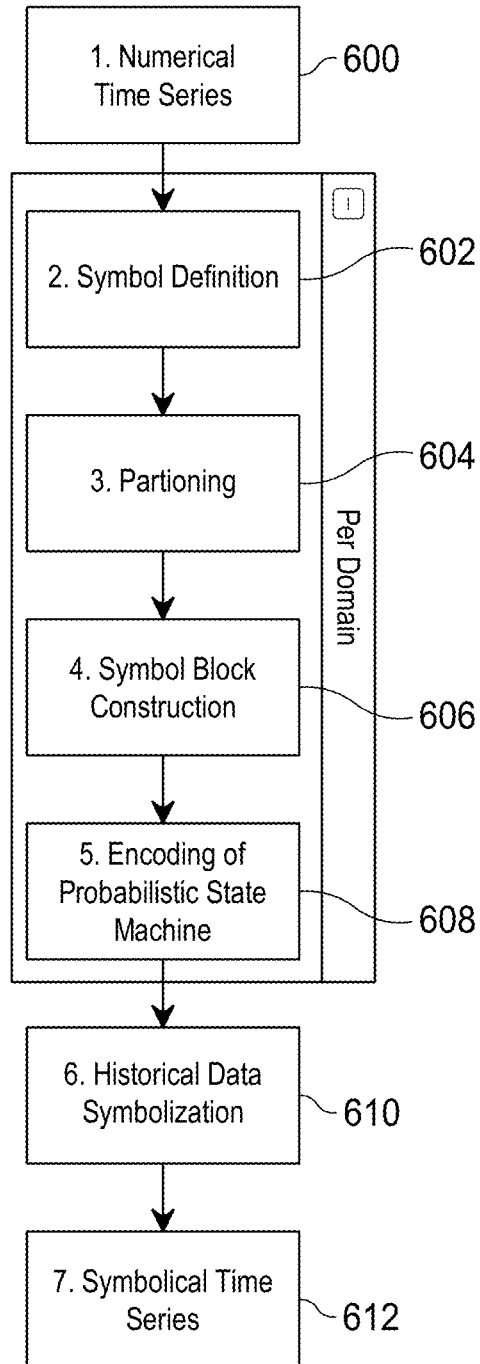 1. Numerical
Time Series
600
2. Symbol Definition
602
3. Partioning
604
Per Domain
4. Symbol Block
Construction
606
5. Encoding of
Probabilistic State
Machine
608
6. Historical Data
Symbolization
610
7. Symbolical Time
Series
612